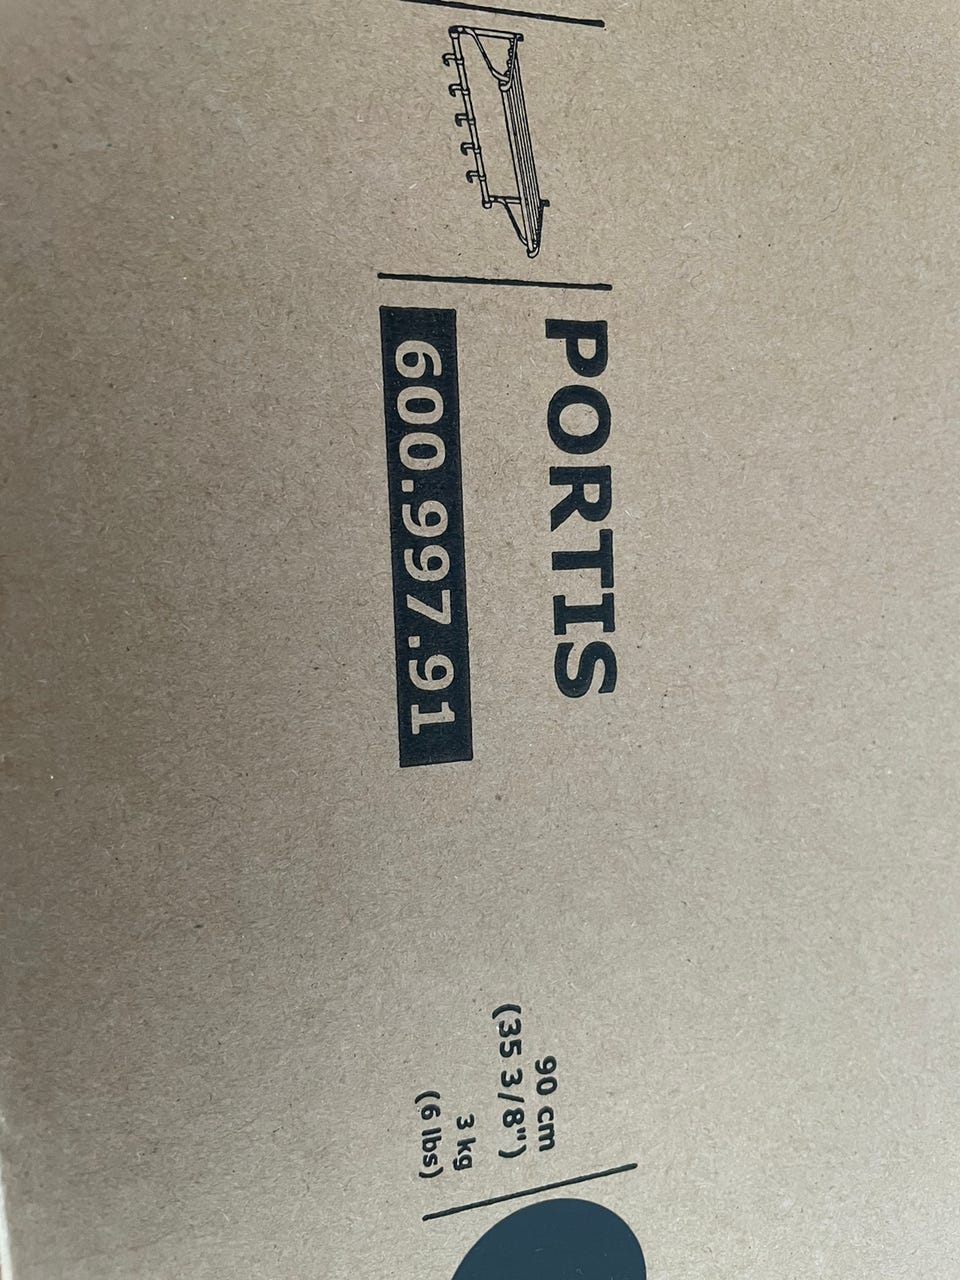 PORTIS
600.997.91
90 cm
(35 3/8")
3 kg
(6 lbs)